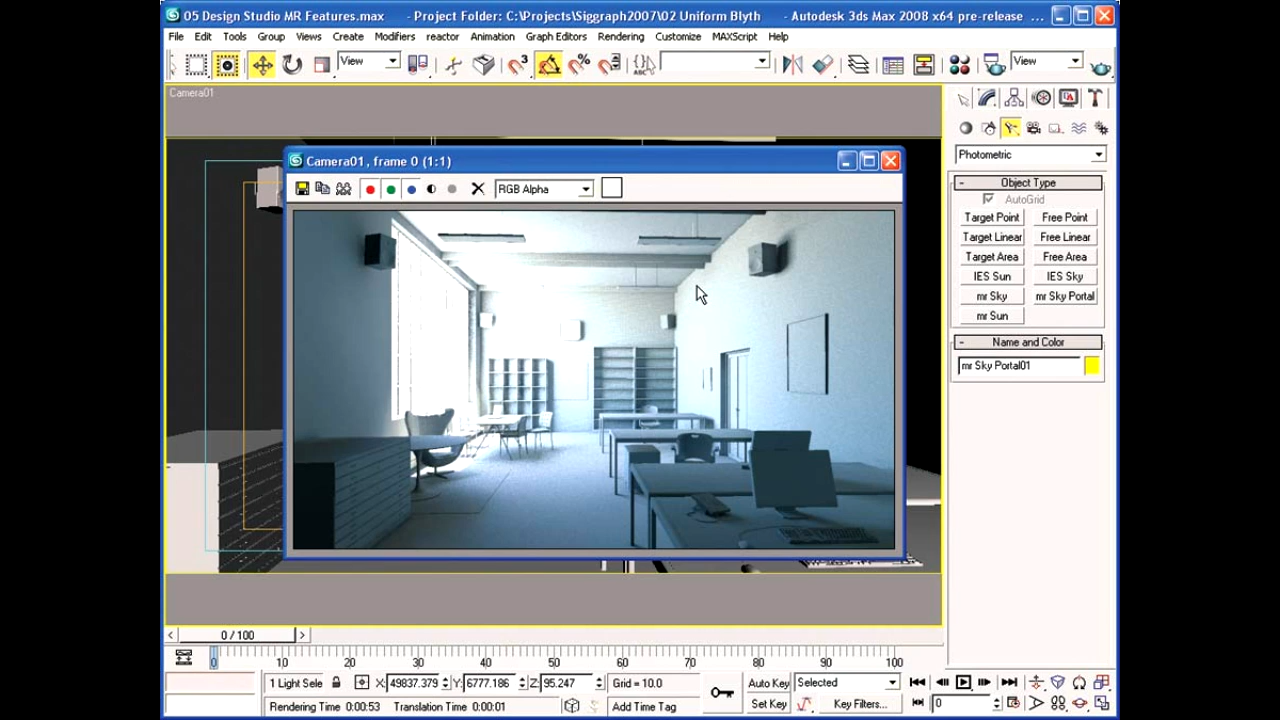 05 Design Studio MR Features.max - Project Folder: C:\Projects\Siggraph2007\02 Uniform Blyth - Autodesk 3ds Max 2008 x64 pre-release ...
File Edit Tools Group Views Create Modifiers reactor Animation Graph Editors Rendering Customize MAXScript Help
View
3
%
ABC
View
Camera01
Camera01, frame 0 (1:1)
RGB Alpha
Photometric
- Object Type
AutoGrid
Target Point Free Point
Target Linear Free Linear
Target Area Free Area
IES Sun IES Sky
mr Sky mr Sky Portal
mr Sun
- Name and Color
mr Sky Portal01
< 0 / 100 >
0 10 20 30 40 50 60 70 80 90 100
1 Light Sele X: 49837.379 Y: 6777.186 Z: 95.247 Grid = 10.0 Auto Key Selected
Rendering Time 0:00:53 Translation Time 0:00:01 Add Time Tag Set Key Key Filters... 0